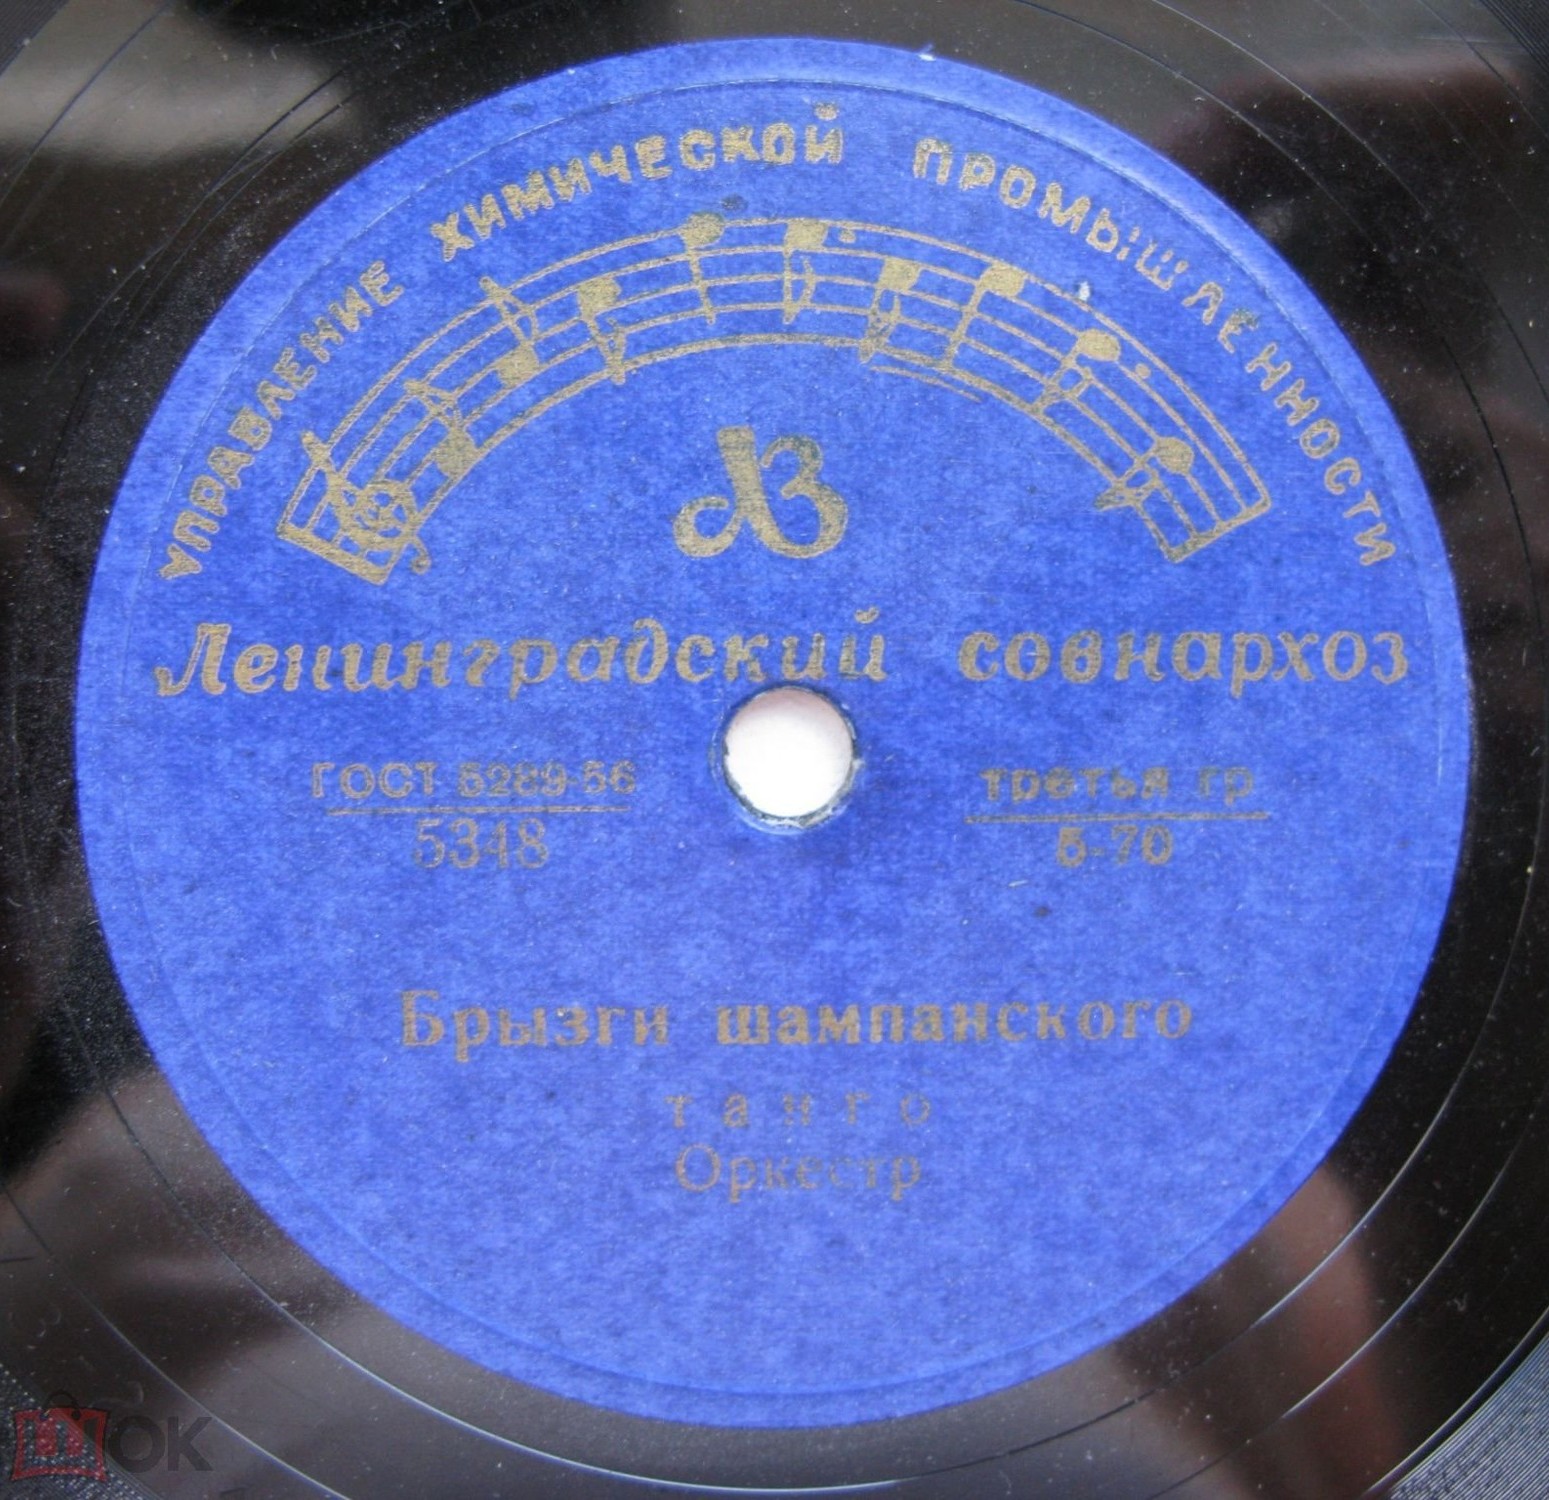 УПРАВЛЕНИЕ ХИМИЧЕСКОЙ ПРОМЫШЛЕННОСТИ
ЛЗ
Ленинградский совнархоз
ГОСТ 5289-56
5348
третья гр
5-70
Брызги шампанского
танго
Оркестр